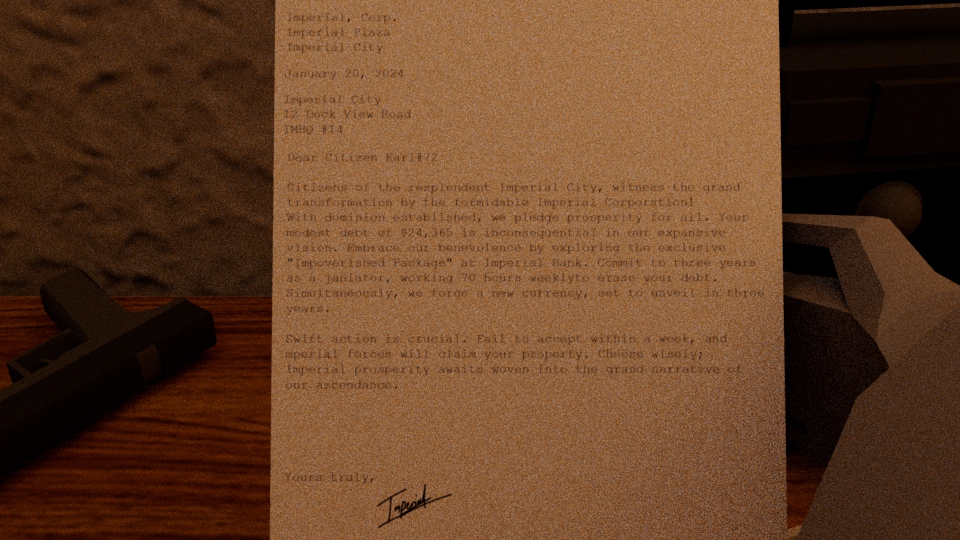 Imperial, Corp.
Imperial Plaza
Imperial City
January 20, 2024
Imperial City
12 Dock View Road
IMHQ #14
Dear Citizen Karl#72
Citizens of the resplendent Imperial City, witness the grand
transformation by the formidable Imperial Corporation!
With dominion established, we pledge prosperity for all. Your
modest debt of $24,365 is inconsequential in our expansive
vision. Embrace our benevolence by exploring the exclusive
"Impoverished Package" at Imperial Bank. Commit to three years
as a janiator, working 70 hours weeklyto erase your debt.
Simultaneously, we forge a new currency, set to unveil in three
years.
Swift action is crucial. Fail to accept within a week, and
mperial forces will claim your property. Choose wisely;
Imperial prosperity awaits woven into the grand narrative of
our ascendance.
Yours truly,
Imperial